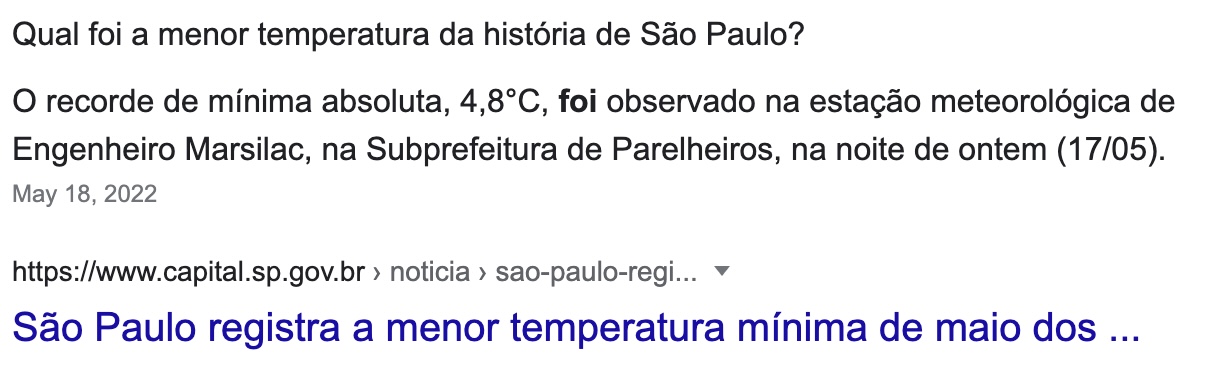 Qual foi a menor temperatura da história de São Paulo?
O recorde de mínima absoluta, 4,8°C, foi observado na estação meteorológica de
Engenheiro Marsilac, na Subprefeitura de Parelheiros, na noite de ontem (17/05).
May 18, 2022
https://www.capital.sp.gov.br › noticia › sao-paulo-regi...
São Paulo registra a menor temperatura mínima de maio dos ...